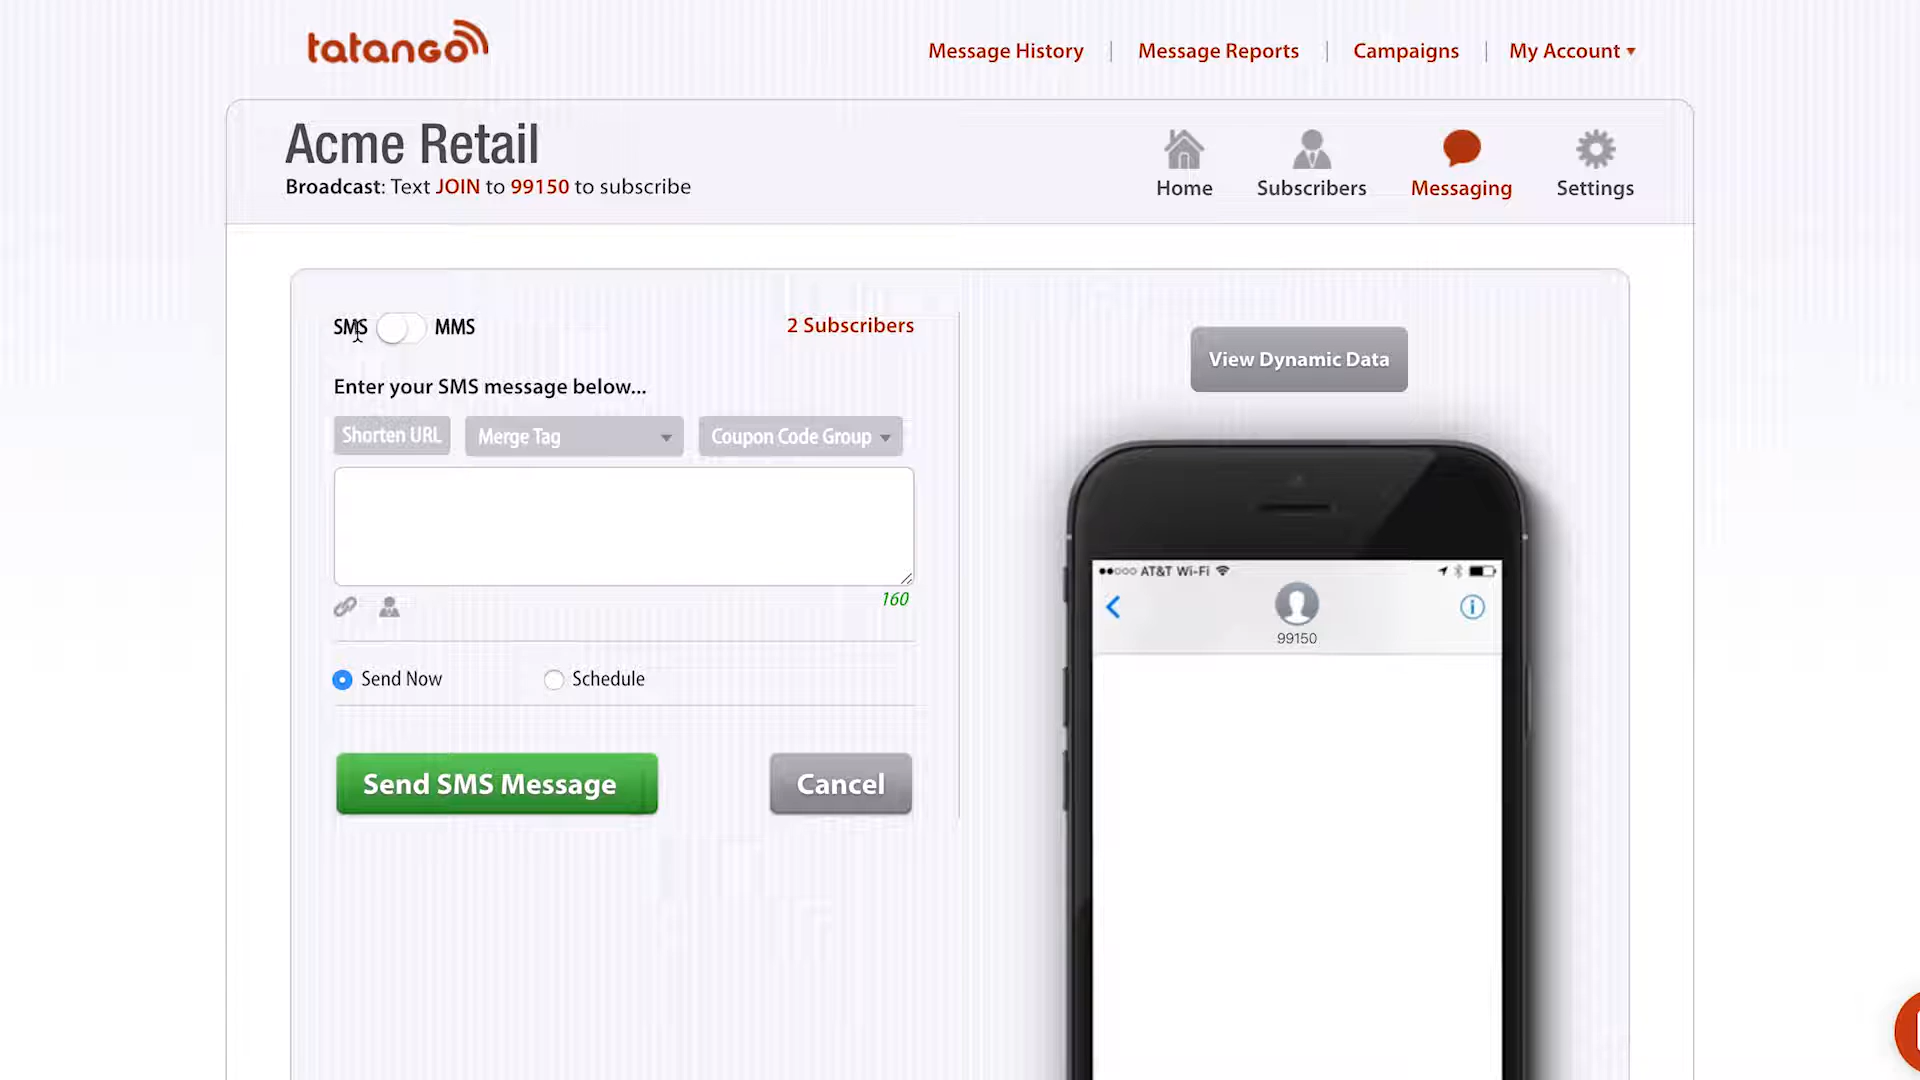 tatango
Message History | Message Reports | Campaigns | My Account
Acme Retail
Broadcast: Text JOIN to 99150 to subscribe
Home Subscribers Messaging Settings
SMS MMS
2 Subscribers
View Dynamic Data
Enter your SMS message below...
Shorten URL Merge Tag Coupon Code Group
160
AT&T Wi-Fi
99150
Send Now Schedule
Send SMS Message Cancel